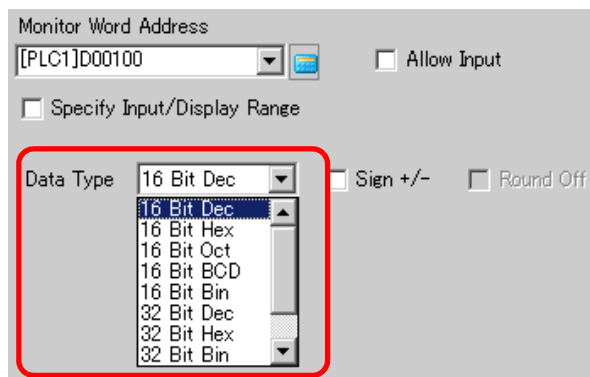 Monitor Word Address
[PLC1]D00100
Allow Input
Specify Input/Display Range
Data Type 16 Bit Dec Sign +/- Round Off
16 Bit Dec
16 Bit Hex
16 Bit Oct
16 Bit BCD
16 Bit Bin
32 Bit Dec
32 Bit Hex
32 Bit Bin